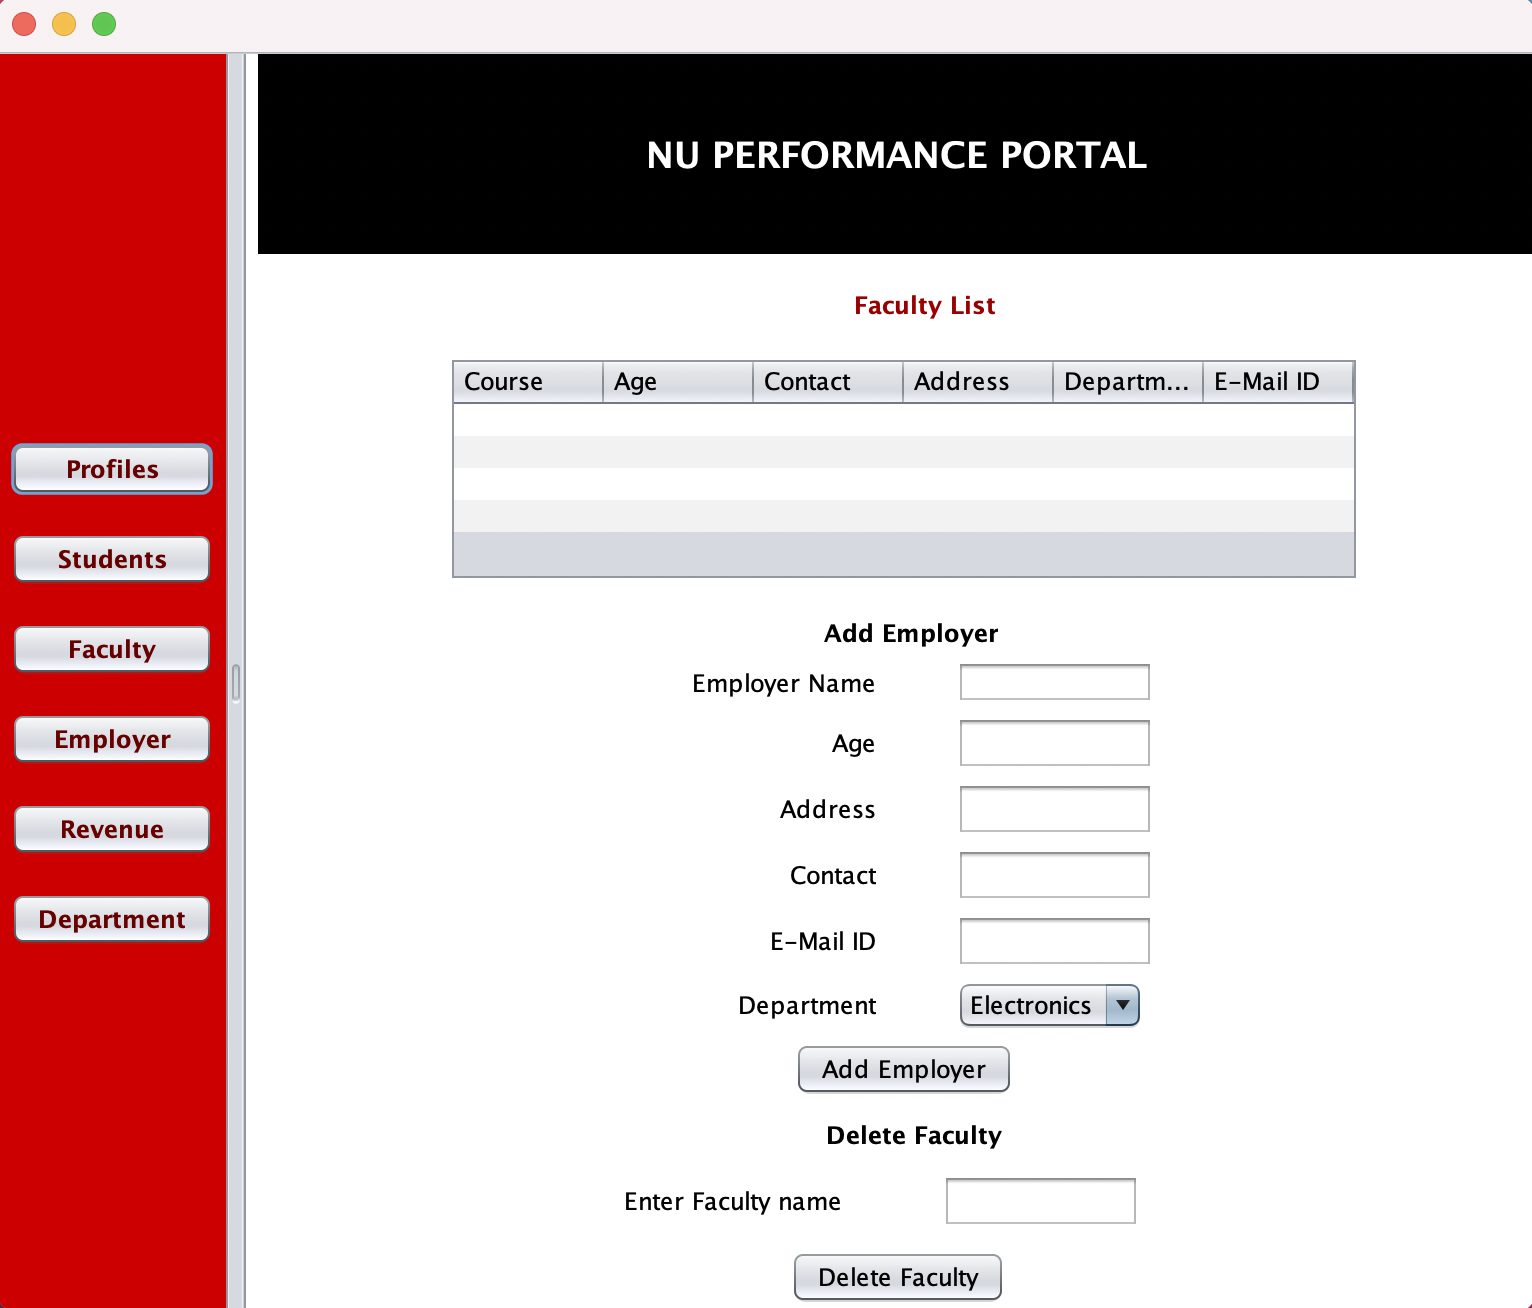 NU PERFORMANCE PORTAL
Faculty List
Course Age Contact Address Departm... E-Mail ID
Profiles
Students
Faculty
Employer
Revenue
Department
Add Employer
Employer Name
Age
Address
Contact
E-Mail ID
Department Electronics
Add Employer
Delete Faculty
Enter Faculty name
Delete Faculty